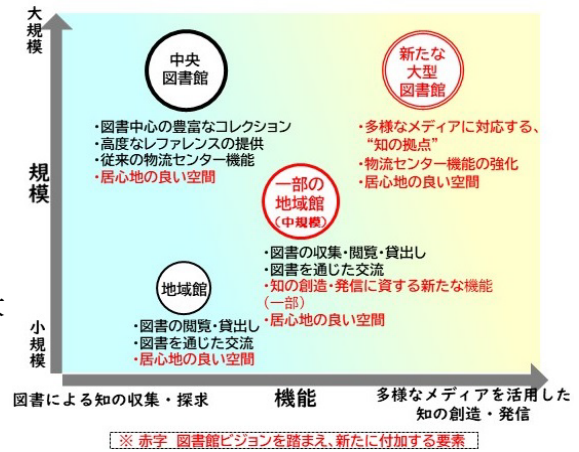 大規模
規模
小規模
中央
図書館
・図書中心の豊富なコレクション
・高度なレファレンスの提供
・従来の物流センター機能
・居心地の良い空間
新たな
大型
図書館
・多様なメディアに対応する、
“知の拠点”
・物流センター機能の強化
・居心地の良い空間
一部の
地域館
(中規模)
・図書の収集・閲覧・貸出し
・図書を通じた交流
・知の創造・発信に資する新たな機能
(一部)
・居心地の良い空間
地域館
・図書の閲覧・貸出し
・図書を通じた交流
・居心地の良い空間
図書による知の収集・探求
機能
多様なメディアを活用した
知の創造・発信
※ 赤字 図書館ビジョンを踏まえ、新たに付加する要素